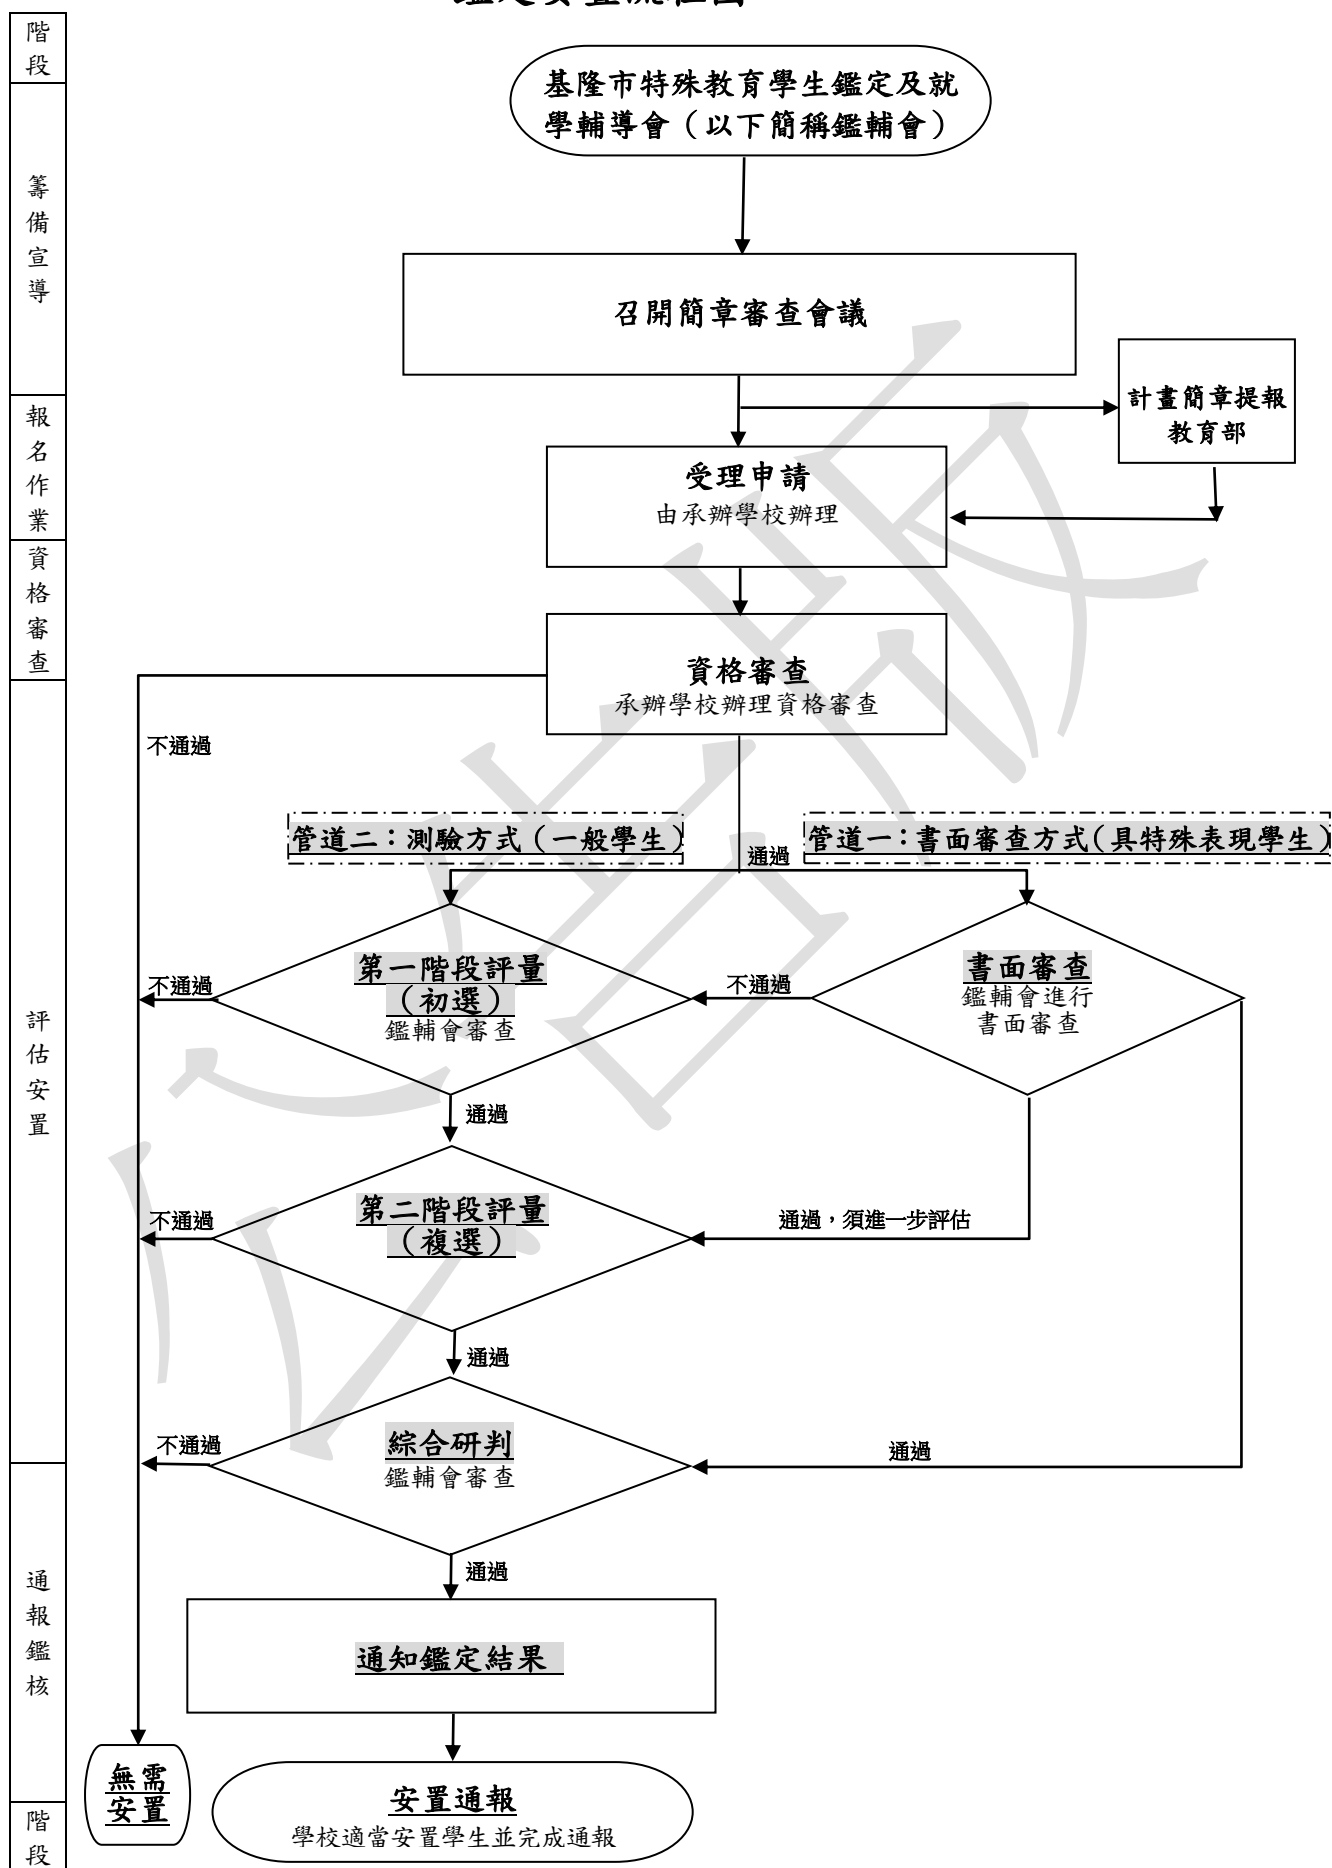 階
段
基隆市特殊教育學生鑑定及就
學輔導會（以下簡稱鑑輔會）
籌
備
宣
導
召開簡章審查會議
計畫簡章提報
教育部
報
名
作
業
受理申請
由承辦學校辦理
資
格
審
查
資格審查
承辦學校辦理資格審查
不通過
管道二：測驗方式（一般學生）
管道一：書面審查方式(具特殊表現學生)
通過
第一階段評量
（初選）
鑑輔會審查
不通過
不通過
書面審查
鑑輔會進行
書面審查
評
估
安
置
通過
第二階段評量
（複選）
不通過
通過，須進一步評估
通過
綜合研判
鑑輔會審查
不通過
通過
通過
通
報
鑑
核
通知鑑定結果
無需
安置
安置通報
學校適當安置學生並完成通報
階
段
公告版